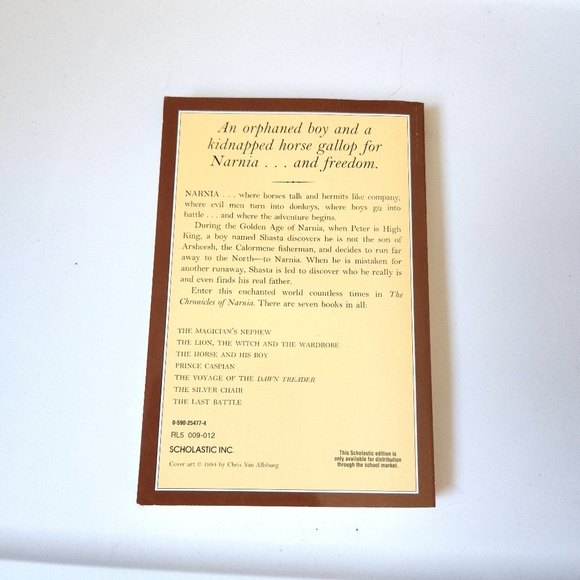 An orphaned boy and a
kidnapped horse gallop for
Narnia . . . and freedom.
NARNIA . . . where horses talk and hermits like company,
where evil men turn into donkeys, where boys go into
battle . . . and where the adventure begins.
During the Golden Age of Narnia, when Peter is High
King, a boy named Shasta discovers he is not the son of
Arsheesh, the Calormene fisherman, and decides to run far
away to the North—to Narnia. When he is mistaken for
another runaway, Shasta is led to discover who he really is
and even finds his real father.
Enter this enchanted world countless times in The
Chronicles of Narnia. There are seven books in all:
THE MAGICIAN'S NEPHEW
THE LION, THE WITCH AND THE WARDROBE
THE HORSE AND HIS BOY
PRINCE CASPIAN
THE VOYAGE OF THE DAWN TREADER
THE SILVER CHAIR
THE LAST BATTLE
0-590-25477-4
RL5 009-012
SCHOLASTIC INC.
Cover art © 1994 by Chris Van Allsburg
This Scholastic edition is
only available for distribution
through the school market.